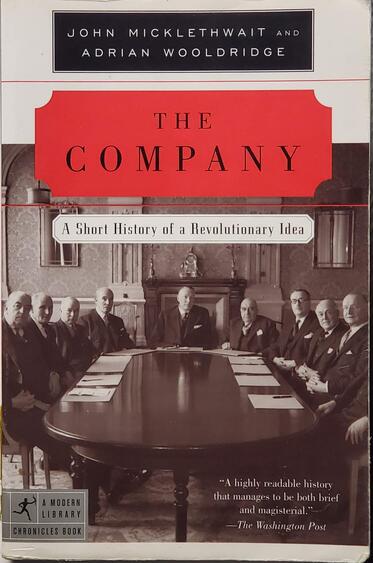 JOHN MICKLETHWAIT AND
ADRIAN WOOLDRIDGE
THE
COMPANY
A Short History of a Revolutionary Idea
“A highly readable history
that manages to be both brief
and magisterial.”
—The Washington Post
A MODERN
LIBRARY
CHRONICLES BOOK